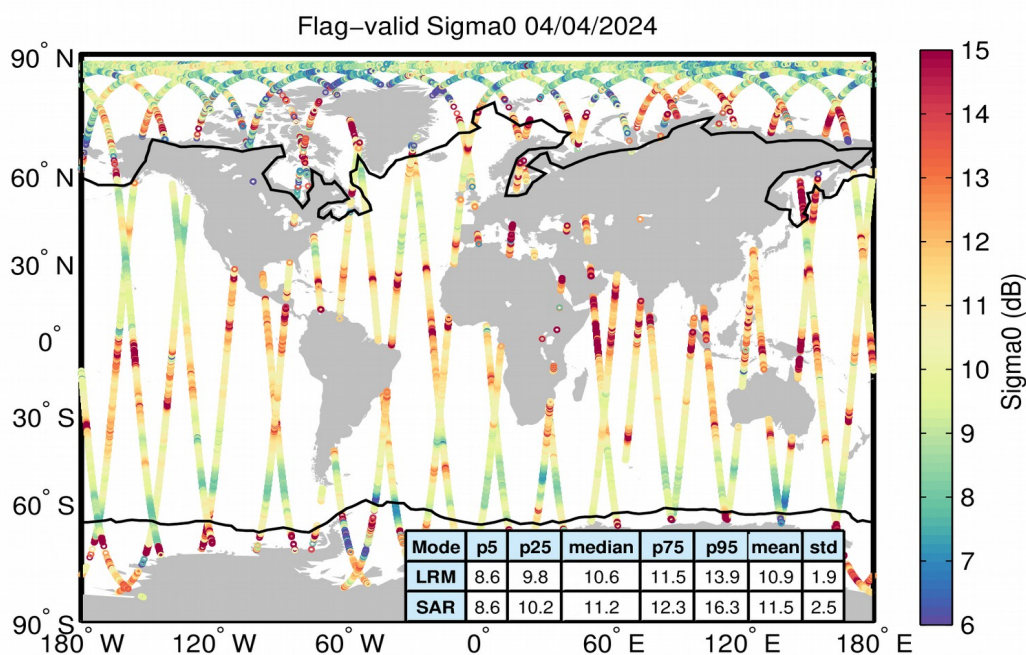 Flag-valid Sigma0 04/04/2024
90° N
60° N
30° N
0°
30° S
60° S
90° S
180° W
120° W
60° W
0°
60° E
120° E
180° E
15
14
13
12
11
10
9
8
7
6
Sigma0 (dB)
Mode p5 p25 median p75 p95 mean std
LRM 8.6 9.8 10.6 11.5 13.9 10.9 1.9
SAR 8.6 10.2 11.2 12.3 16.3 11.5 2.5